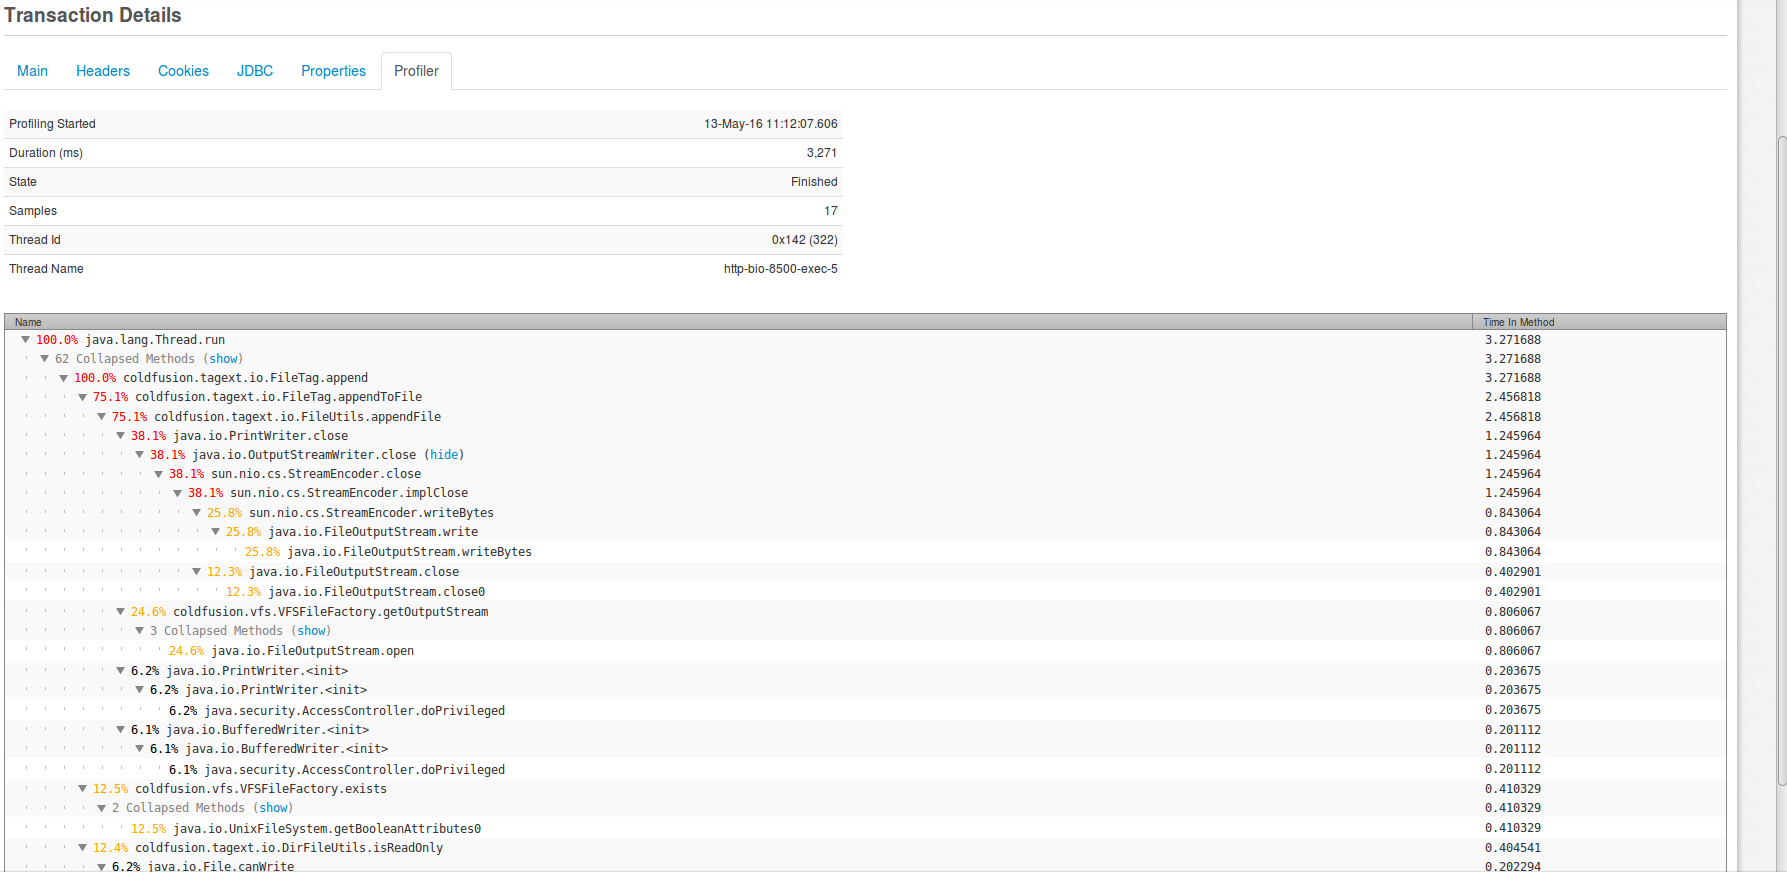 Transaction Details
Main Headers Cookies JDBC Properties Profiler
Profiling Started 13-May-16 11:12:07.606
Duration (ms) 3,271
State Finished
Samples 17
Thread Id 0x142 (322)
Thread Name http-bio-8500-exec-5
Name Time In Method
100.0% java.lang.Thread.run 3.271688
62 Collapsed Methods (show) 3.271688
100.0% coldfusion.tagext.io.FileTag.append 3.271688
75.1% coldfusion.tagext.io.FileTag.appendToFile 2.456818
75.1% coldfusion.tagext.io.FileUtils.appendFile 2.456818
38.1% java.io.PrintWriter.close 1.245964
38.1% java.io.OutputStreamWriter.close (hide) 1.245964
38.1% sun.nio.cs.StreamEncoder.close 1.245964
38.1% sun.nio.cs.StreamEncoder.implClose 1.245964
25.8% sun.nio.cs.StreamEncoder.writeBytes 0.843064
25.8% java.io.FileOutputStream.write 0.843064
25.8% java.io.FileOutputStream.writeBytes 0.843064
12.3% java.io.FileOutputStream.close 0.402901
12.3% java.io.FileOutputStream.close0 0.402901
24.6% coldfusion.vfs.VFSFileFactory.getOutputStream 0.806067
3 Collapsed Methods (show) 0.806067
24.6% java.io.FileOutputStream.open 0.806067
6.2% java.io.PrintWriter.<init> 0.203675
6.2% java.io.PrintWriter.<init> 0.203675
6.2% java.security.AccessController.doPrivileged 0.203675
6.1% java.io.BufferedWriter.<init> 0.201112
6.1% java.io.BufferedWriter.<init> 0.201112
6.1% java.security.AccessController.doPrivileged 0.201112
12.5% coldfusion.vfs.VFSFileFactory.exists 0.410329
2 Collapsed Methods (show) 0.410329
12.5% java.io.UnixFileSystem.getBooleanAttributes0 0.410329
12.4% coldfusion.tagext.io.DirFileUtils.isReadOnly 0.404541
6.2% java.io.File.canWrite 0.202294